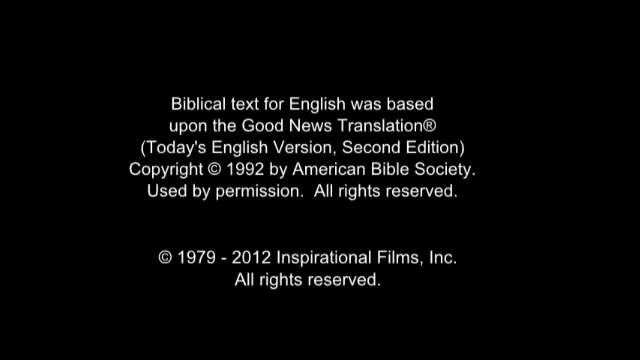 Biblical text for English was based
upon the Good News Translation®
(Today's English Version, Second Edition)
Copyright © 1992 by American Bible Society.
Used by permission.  All rights reserved.
© 1979 - 2012 Inspirational Films, Inc.
All rights reserved.